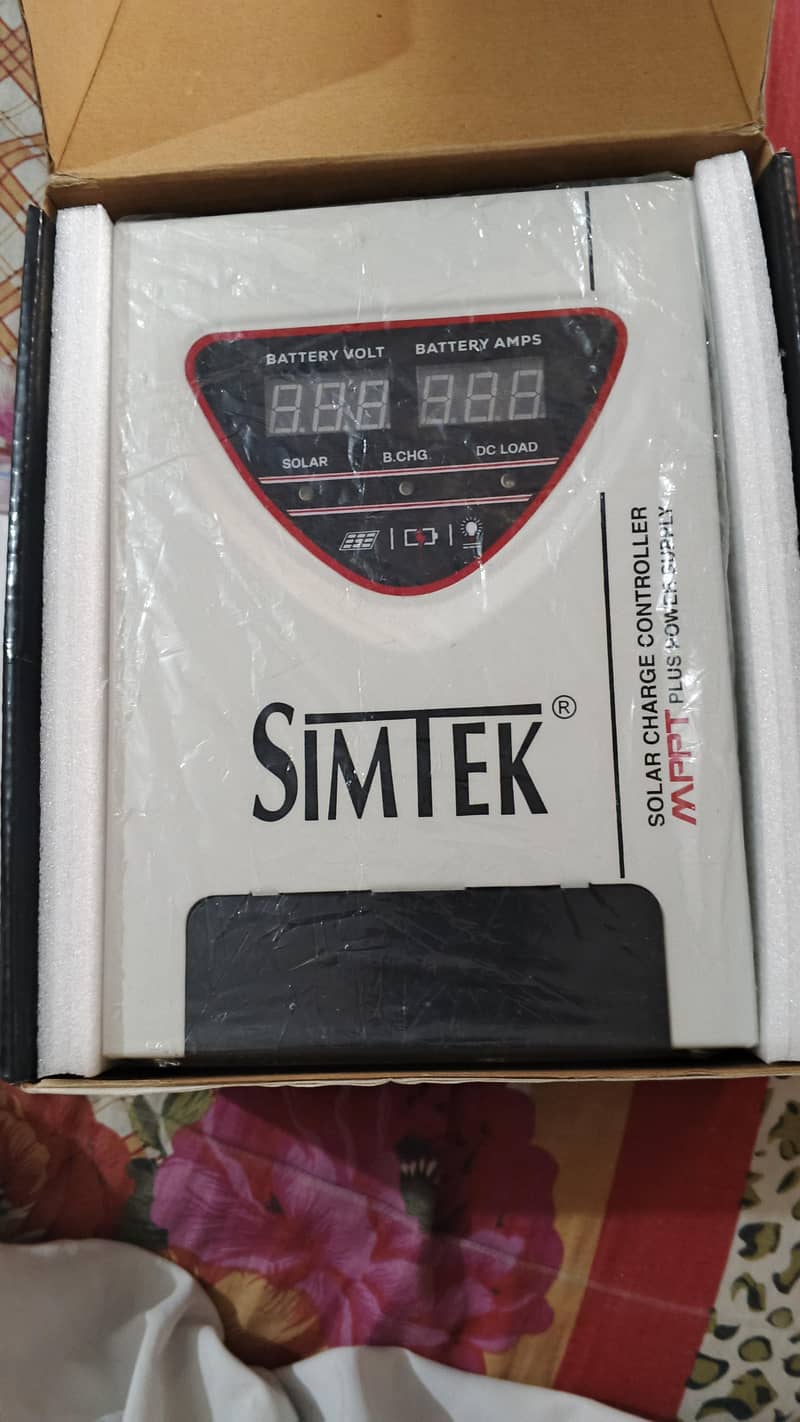 BATTERY VOLT
BATTERY AMPS
SOLAR
B.CHG
DC LOAD
SIMTEK®
SOLAR CHARGE CONTROLLER
MPPT PLUS POWER SUPPLY